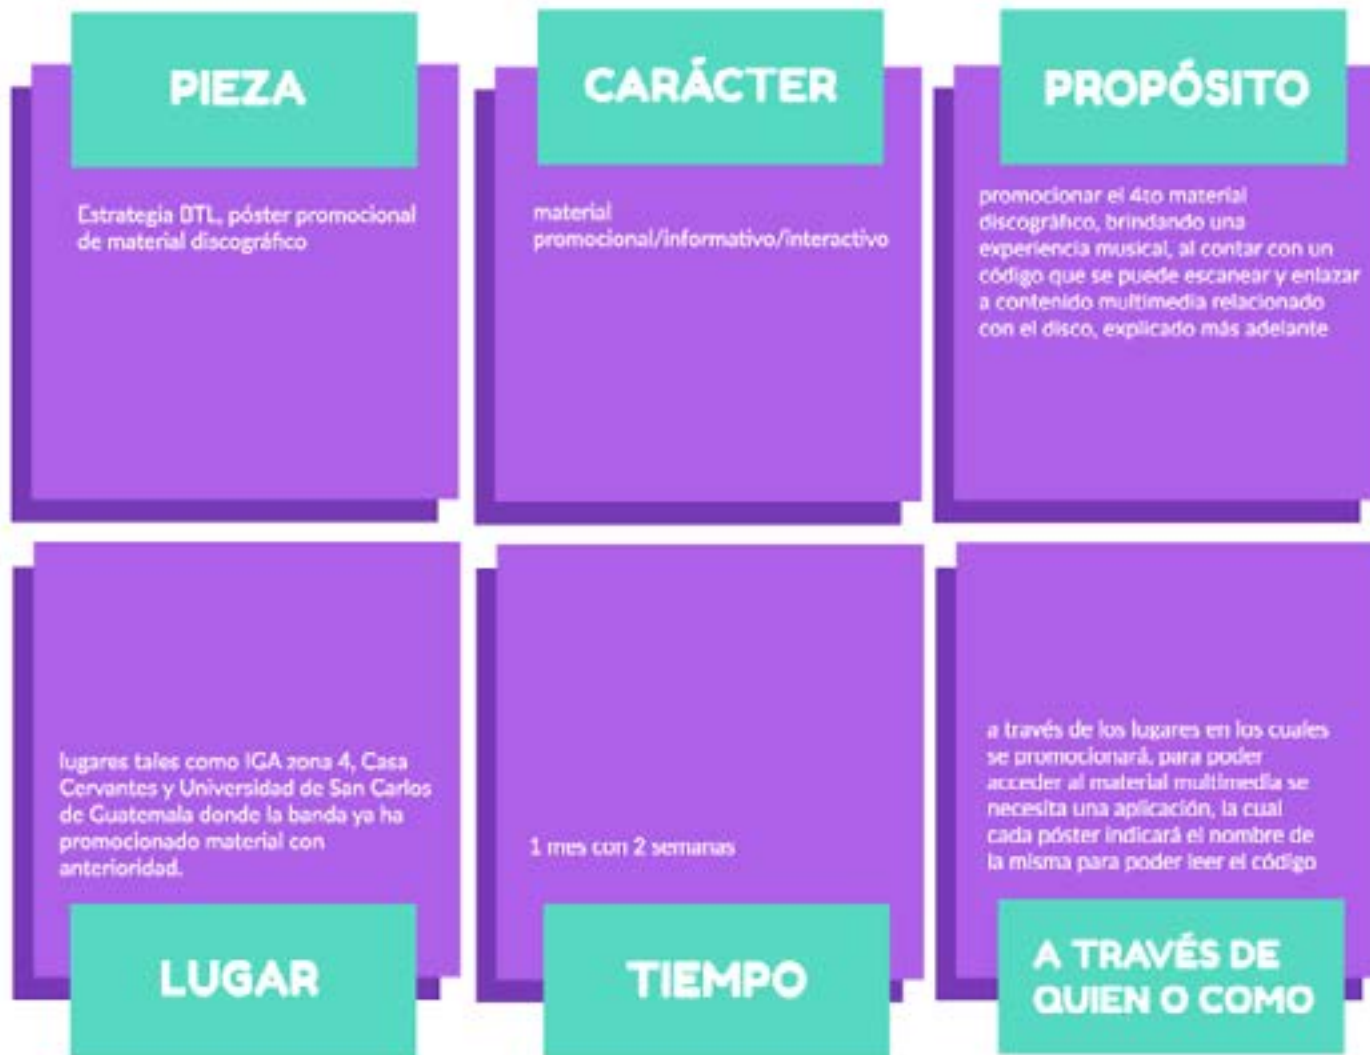 PIEZA
Estrategia BTL, póster promocional
de material discográfico
CARÁCTER
material
promocional/informativo/interactivo
PROPÓSITO
promocionar el 4to material
discográfico, brindando una
experiencia musical, al contar con un
código que se puede escanear y enlazar
a contenido multimedia relacionado
con el disco, explicado más adelante
lugares tales como IGA zona 4, Casa
Cervantes y Universidad de San Carlos
de Guatemala donde la banda ya ha
promocionado material con
anterioridad.
LUGAR
1 mes con 2 semanas
TIEMPO
a través de los lugares en los cuales
se promocionará, para poder
acceder al material multimedia se
necesita una aplicación, la cual
cada póster indicará el nombre de
la misma para poder leer el código
A TRAVÉS DE
QUIEN O COMO